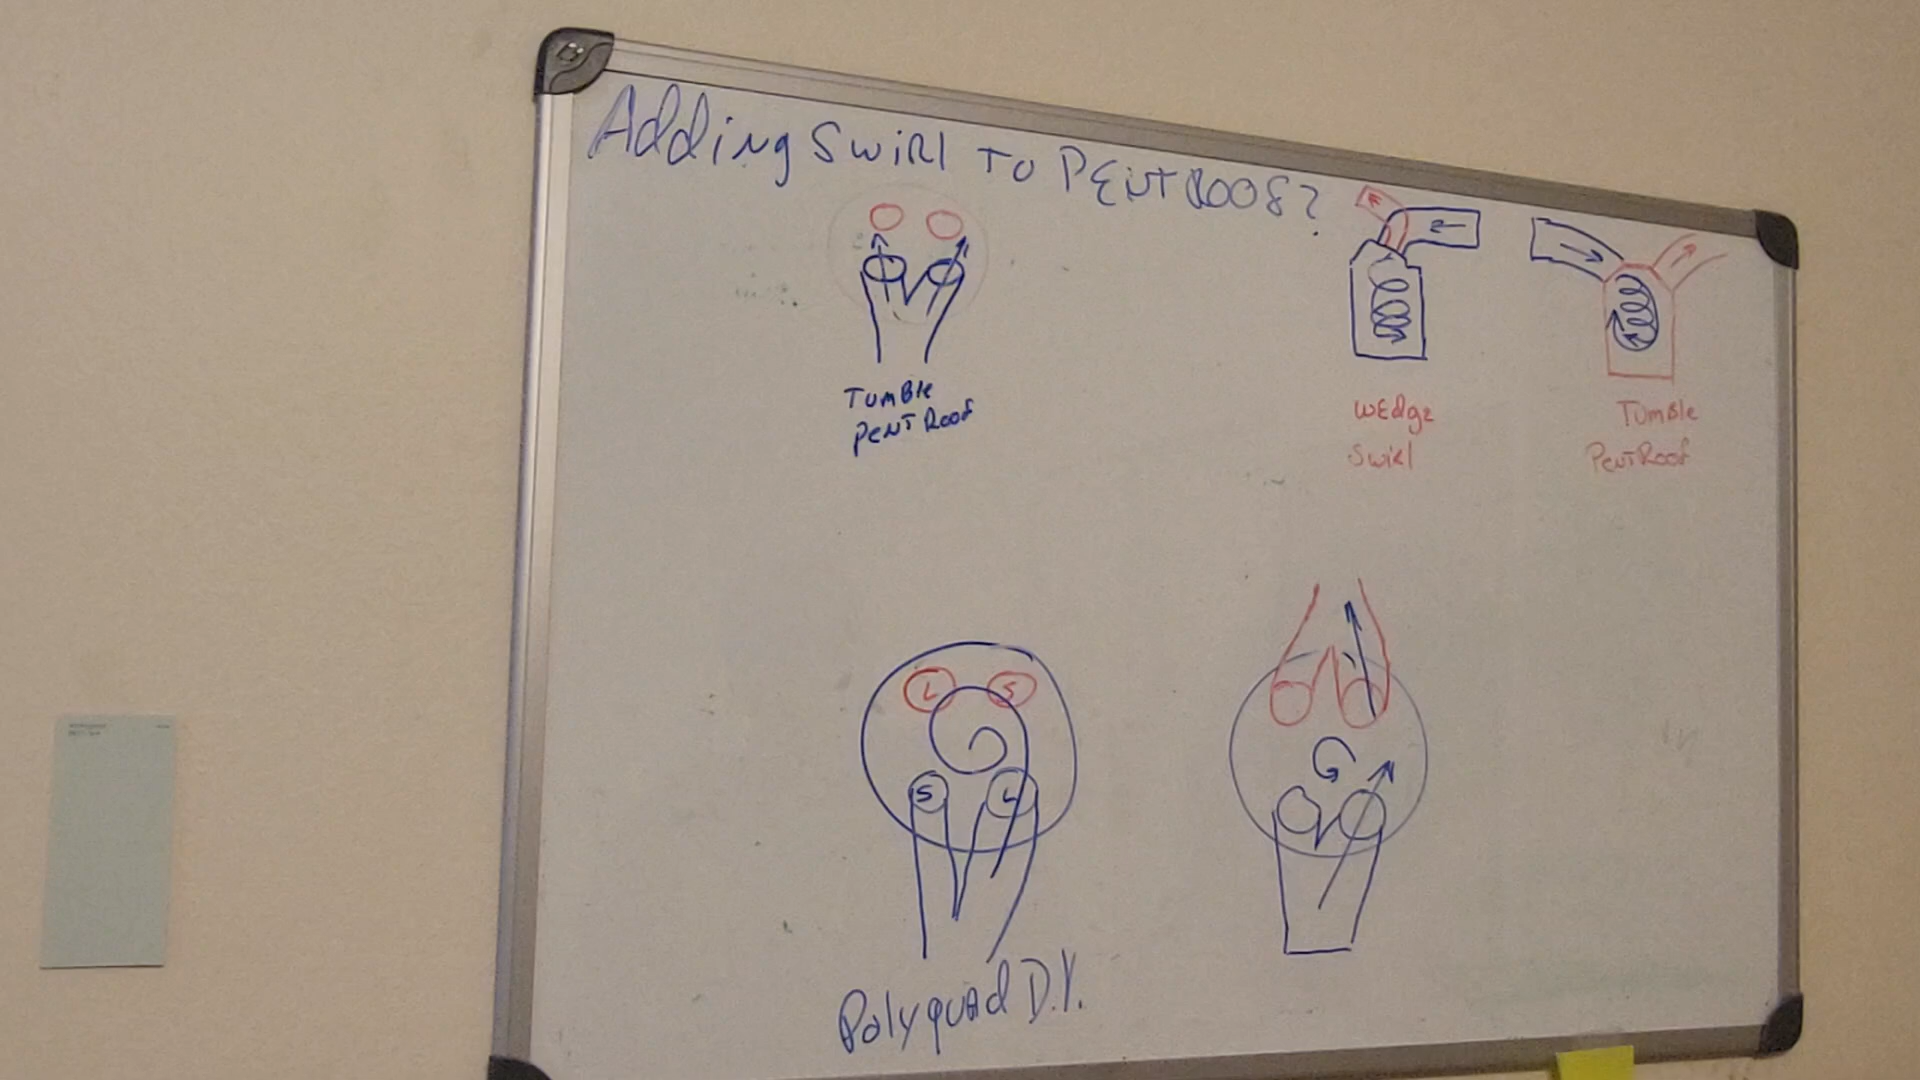 Adding Swirl To PentRoof?
Tumble
PentRoof
Wedge
Swirl
Tumble
PentRoof
L S
S L
Polyquad D.V.